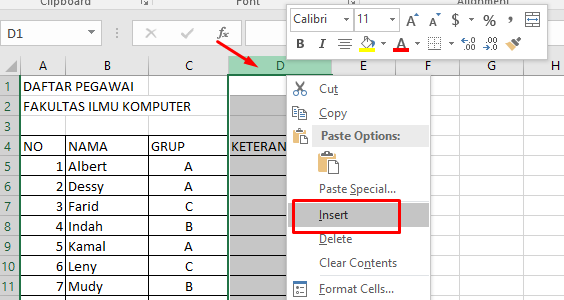 Clipboard
Font
Alignment
Calibri 11 A A $ % ,
B I A
D1 fx
A B C D E F G H
1 DAFTAR PEGAWAI
2 FAKULTAS ILMU KOMPUTER
3
4 NO NAMA GRUP KETERAN
5 1 Albert A
6 2 Dessy A
7 3 Farid C
8 4 Indah B
9 5 Kamal A
10 6 Leny C
11 7 Mudy B
Cut
Copy
Paste Options:
Paste Special...
Insert
Delete
Clear Contents
Format Cells...